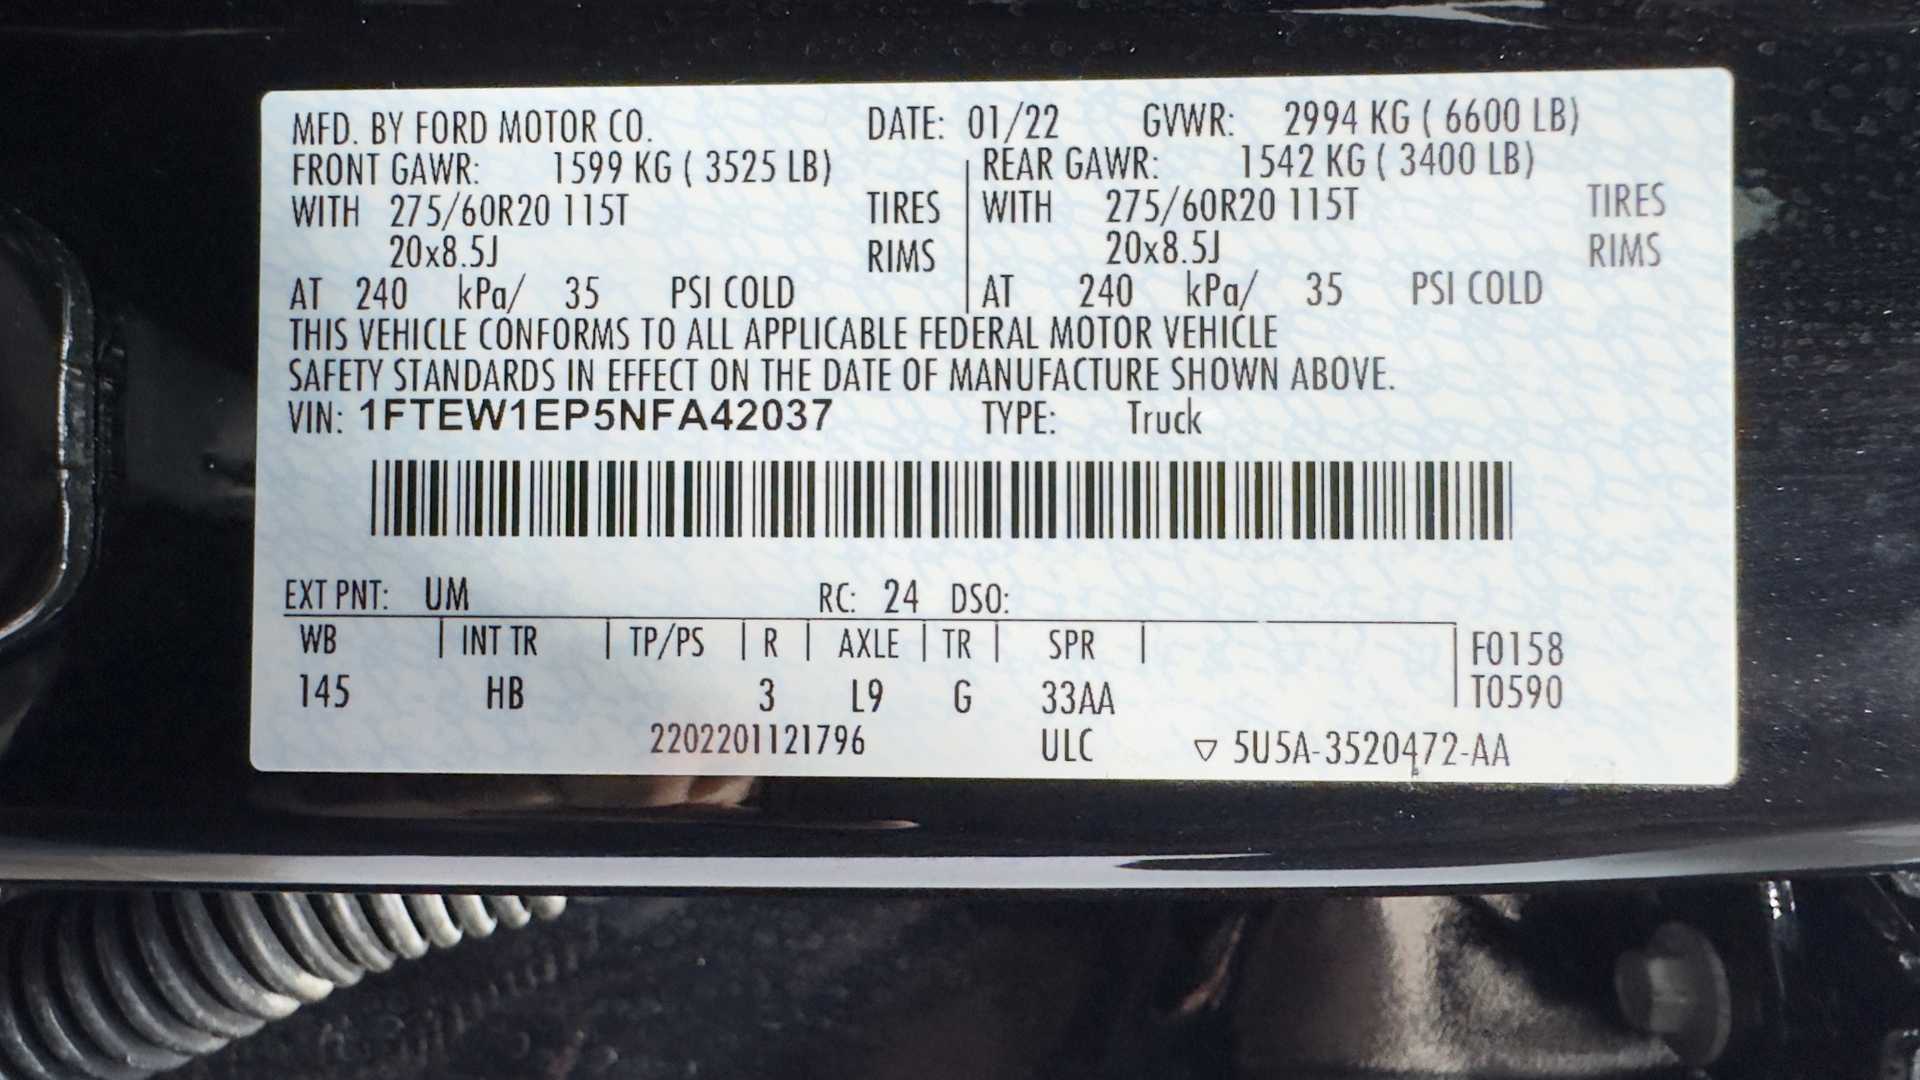 MFD. BY FORD MOTOR CO. DATE: 01/22 GVWR: 2994 KG ( 6600 LB)
FRONT GAWR: 1599 KG ( 3525 LB) REAR GAWR: 1542 KG ( 3400 LB)
WITH 275/60R20 115T TIRES WITH 275/60R20 115T TIRES
20x8.5J RIMS 20x8.5J RIMS
AT 240 kPa/ 35 PSI COLD AT 240 kPa/ 35 PSI COLD
THIS VEHICLE CONFORMS TO ALL APPLICABLE FEDERAL MOTOR VEHICLE
SAFETY STANDARDS IN EFFECT ON THE DATE OF MANUFACTURE SHOWN ABOVE.
VIN: 1FTEW1EP5NFA42037 TYPE: Truck
EXT PNT: UM RC: 24 DSO:
WB INT TR TP/PS R AXLE TR SPR F0158
145 HB 3 L9 G 33AA T0590
2202201121796 ULC ▽ 5U5A-3520472-AA